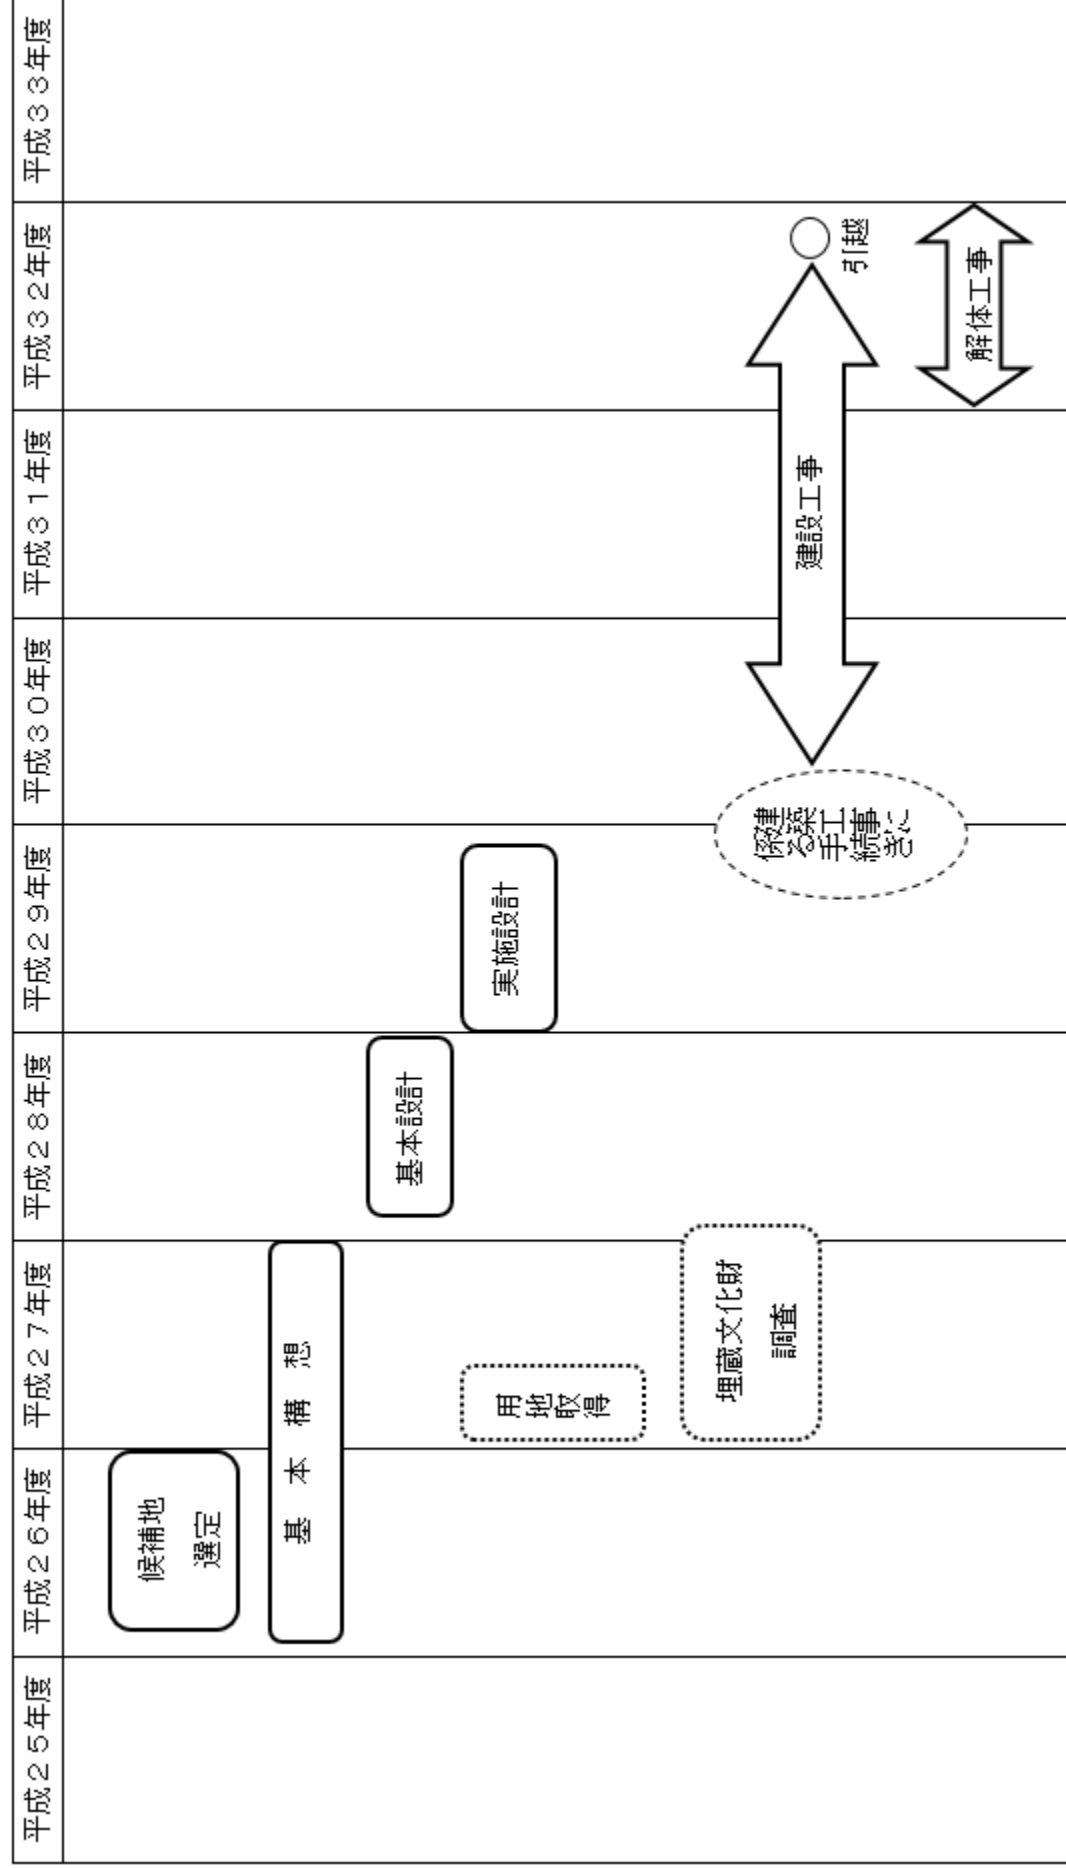 平成２５年度
平成２６年度
平成２７年度
平成２８年度
平成２９年度
平成３０年度
平成３１年度
平成３２年度
平成３３年度
候補地
選定
基本構想
基本設計
実施設計
用地取得
埋蔵文化財
調査
建築工事に
係る手続き
建設工事
引越
解体工事